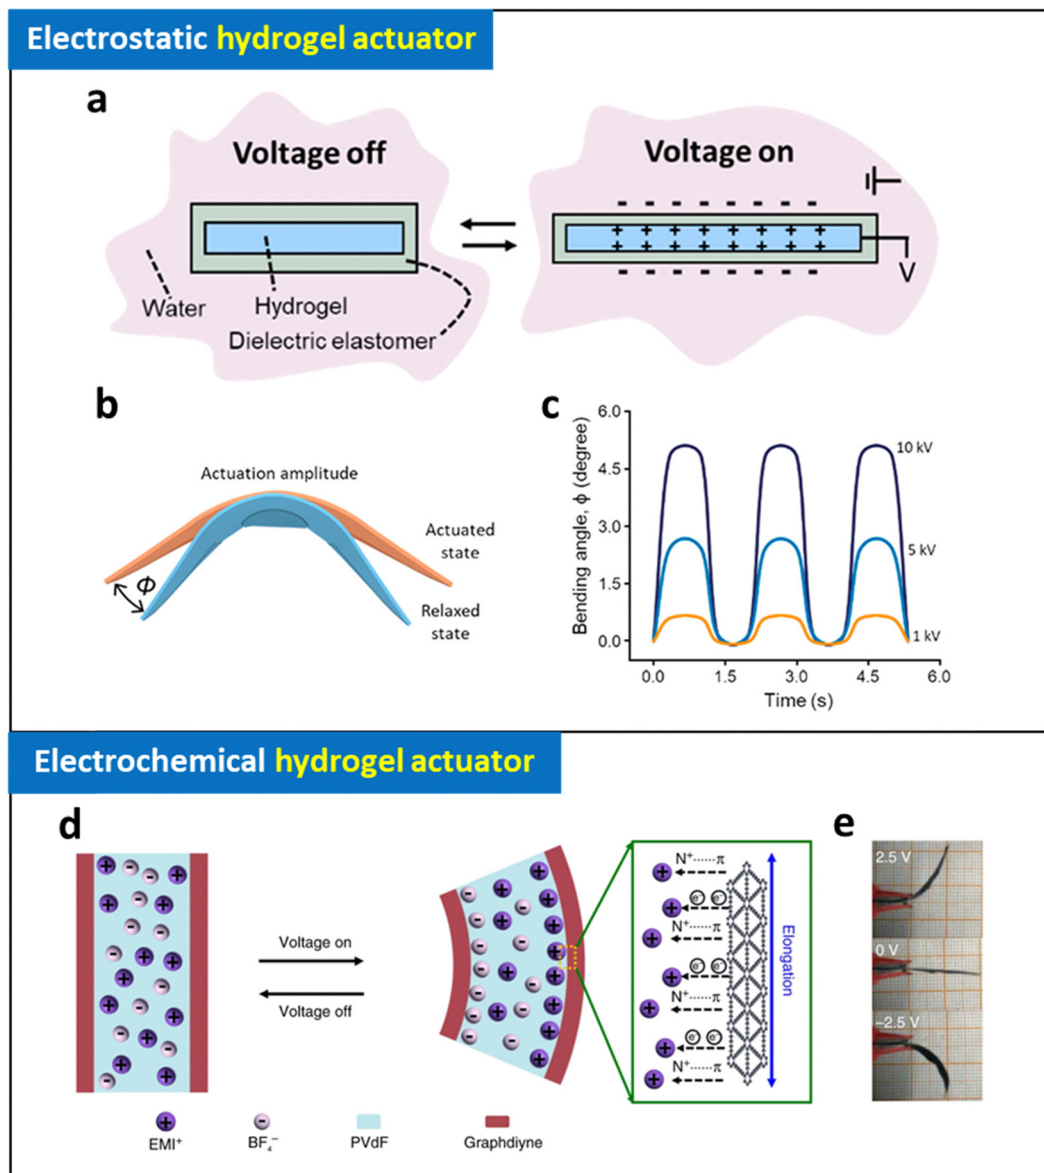 Electrostatic hydrogel actuator
a
Voltage off
Voltage on
- - - - - - - -
+ + + + + + + +
+ + + + + + + +
- - - - - - - -
V
Water
Hydrogel
Dielectric elastomer
b
Actuation amplitude
Actuated
state
ϕ
Relaxed
state
c
Bending angle, ϕ (degree)
6.0
4.5
3.0
1.5
0.0
10 kV
5 kV
1 kV
0.0 1.5 3.0 4.5 6.0
Time (s)
Electrochemical hydrogel actuator
d
Voltage on
Voltage off
N⁺······π
e⁻ e⁻
N⁺······π
e⁻ e⁻
N⁺······π
e⁻ e⁻
N⁺······π
Elongation
EMI⁺
BF₄⁻
PVdF
Graphdiyne
e
2.5 V
0 V
−2.5 V